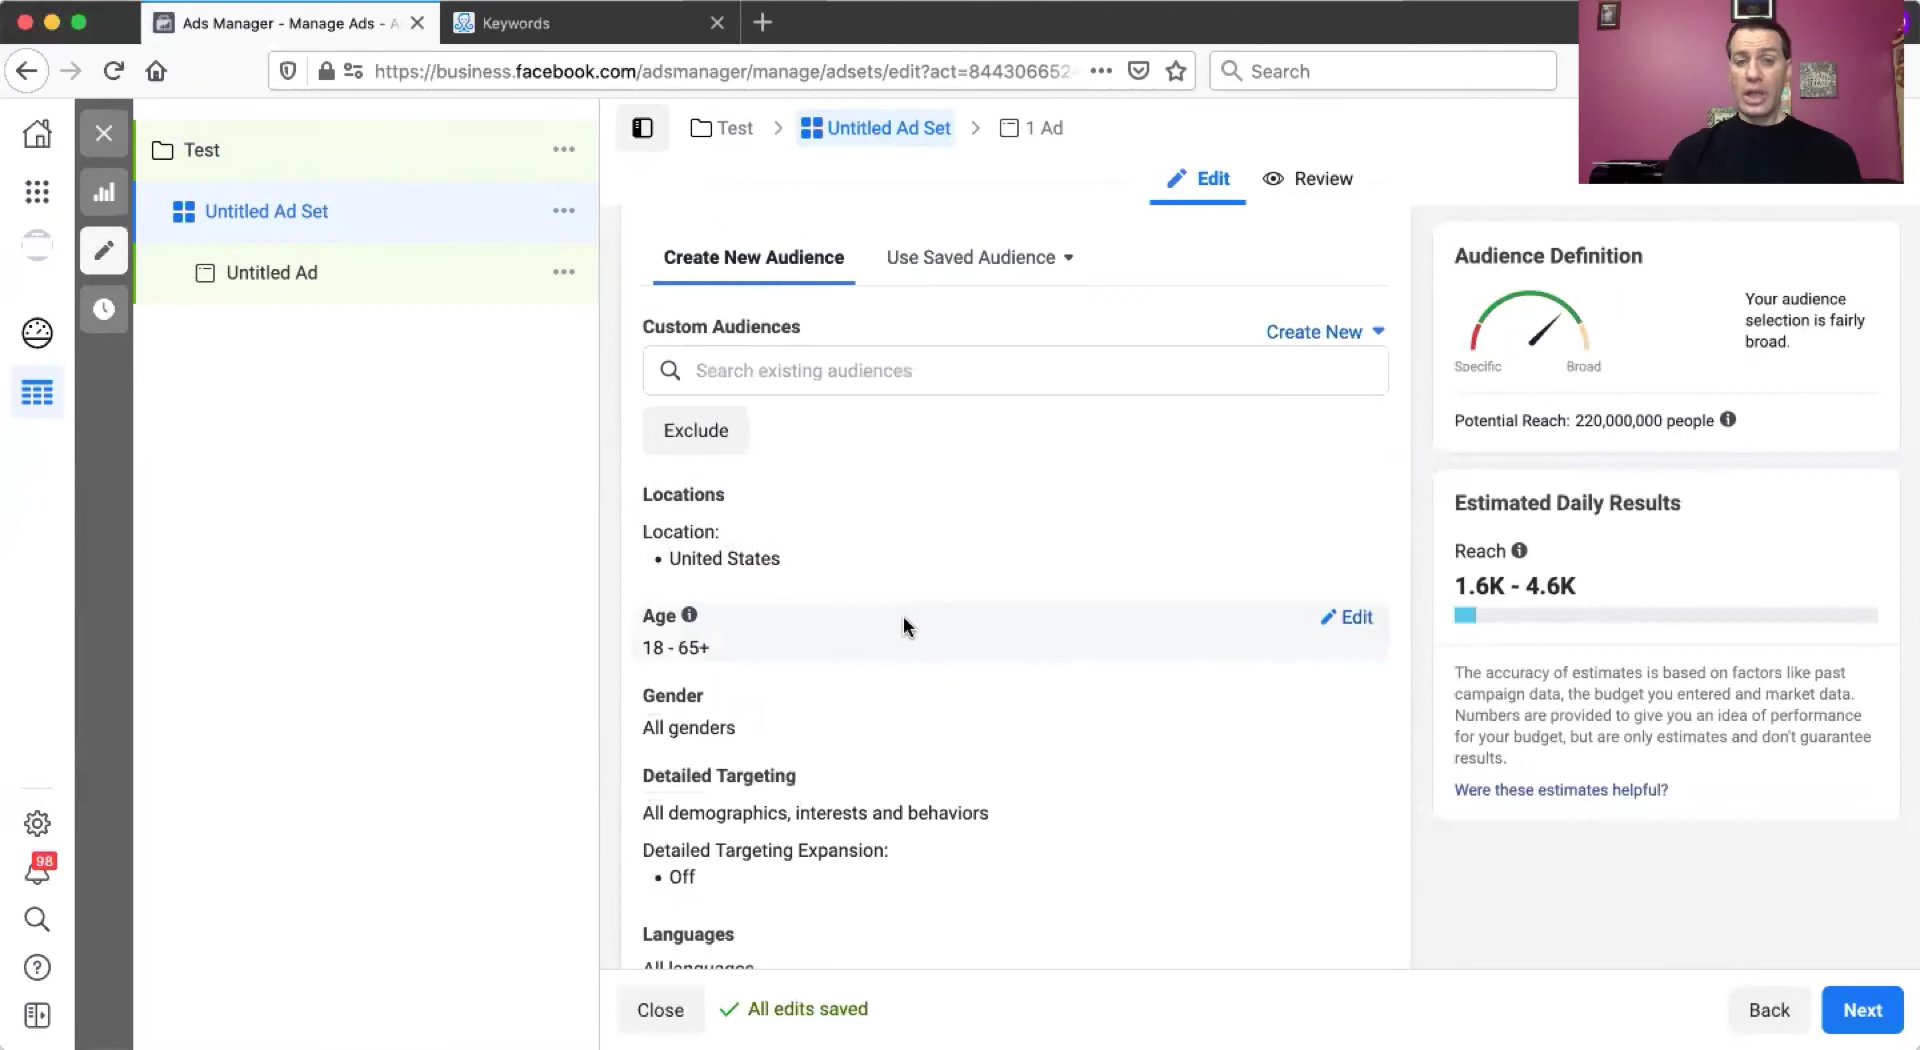 Ads Manager - Manage Ads - A
Keywords
https://business.facebook.com/adsmanager/manage/adsets/edit?act=844306652
Search
Test
Untitled Ad Set
Untitled Ad
Test
Untitled Ad Set
1 Ad
Edit
Review
Create New Audience
Use Saved Audience
Custom Audiences
Create New
Search existing audiences
Exclude
Locations
Location:
• United States
Age
Edit
18 - 65+
Gender
All genders
Detailed Targeting
All demographics, interests and behaviors
Detailed Targeting Expansion:
• Off
Languages
All languages
Close
All edits saved
Back
Next
Audience Definition
Your audience
selection is fairly
broad.
Specific
Broad
Potential Reach: 220,000,000 people
Estimated Daily Results
Reach
1.6K - 4.6K
The accuracy of estimates is based on factors like past
campaign data, the budget you entered and market data.
Numbers are provided to give you an idea of performance
for your budget, but are only estimates and don't guarantee
results.
Were these estimates helpful?
98